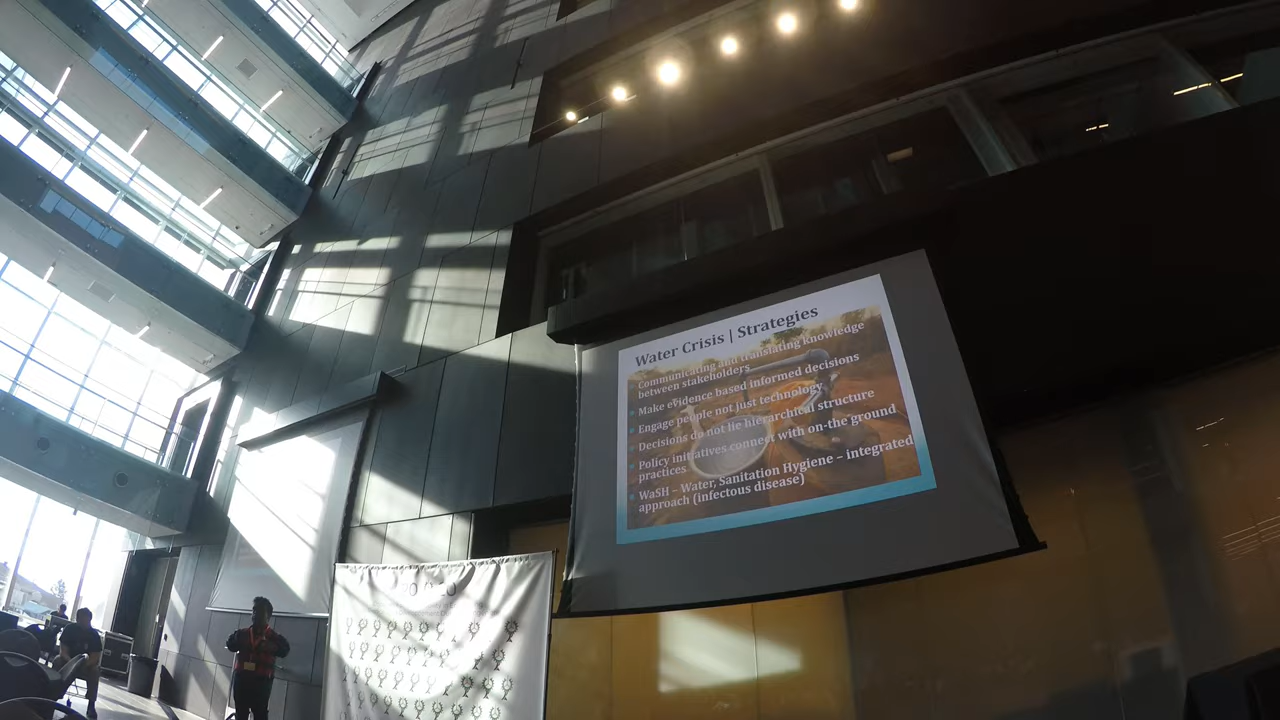 Water Crisis | Strategies
Communicating and translating knowledge
between stakeholders
Make evidence based informed decisions
Engage people not just technology
Decisions do not lie hierarchical structure
Policy initiatives connect with on-the ground
practices
WaSH – Water, Sanitation Hygiene – integrated
approach (infectous disease)